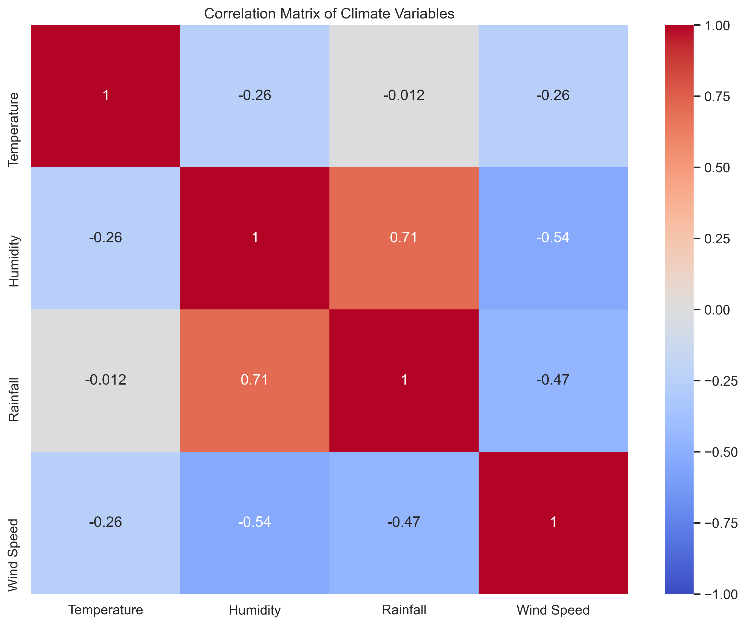 Correlation Matrix of Climate Variables
Temperature
1
-0.26
-0.012
-0.26
Humidity
-0.26
1
0.71
-0.54
Rainfall
-0.012
0.71
1
-0.47
Wind Speed
-0.26
-0.54
-0.47
1
Temperature
Humidity
Rainfall
Wind Speed
1.00
0.75
0.50
0.25
0.00
−0.25
−0.50
−0.75
−1.00